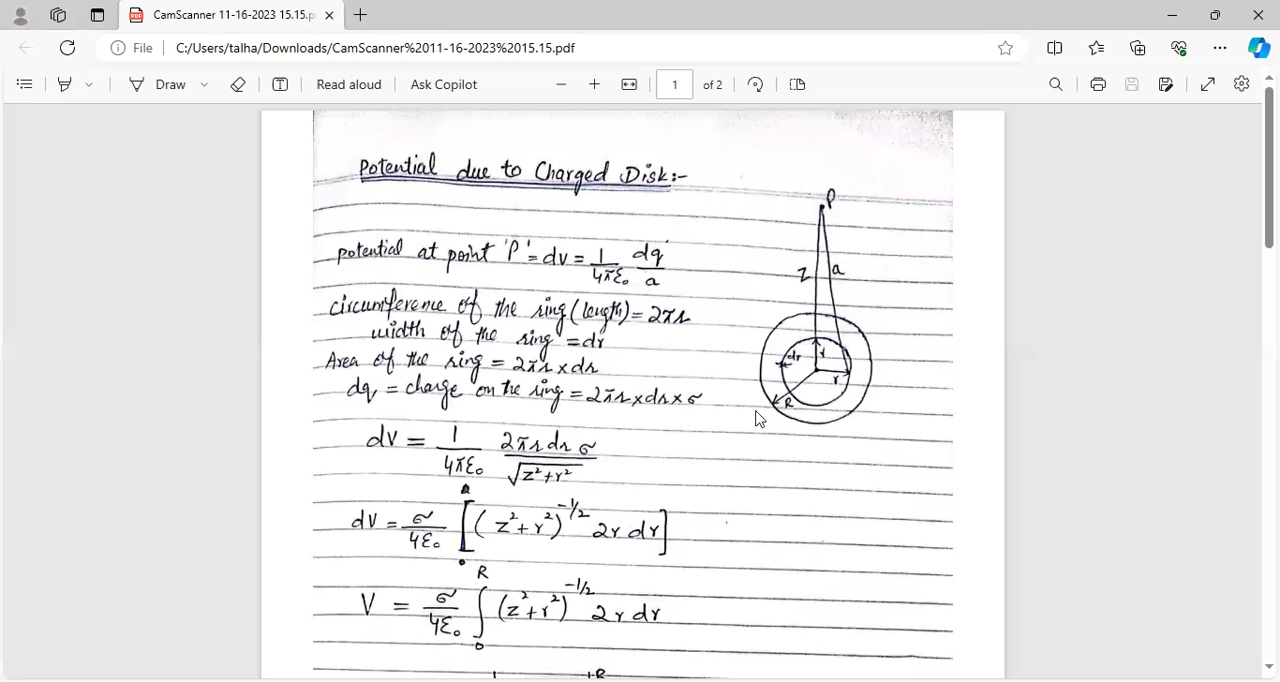 CamScanner 11-16-2023 15.15.p
File C:/Users/talha/Downloads/CamScanner%2011-16-2023%2015.15.pdf
Draw Read aloud Ask Copilot 1 of 2
Potential due to Charged Disk:-
P
potential at point 'P' = dv = 1/4πε₀ dq/a
z a
circumference of the ring (length) = 2πr
width of the ring = dr
Area of the ring = 2πr × dr
dr r r
dq = charge on the ring = 2πr × dr × σ
R
dv = 1/4πε₀ 2πr dr σ/√z²+r²
dv = σ/4ε₀ [(z²+r²)^-1/2 2r dr]
R
V = σ/4ε₀ ∫₀ᴿ (z²+r²)^-1/2 2r dr